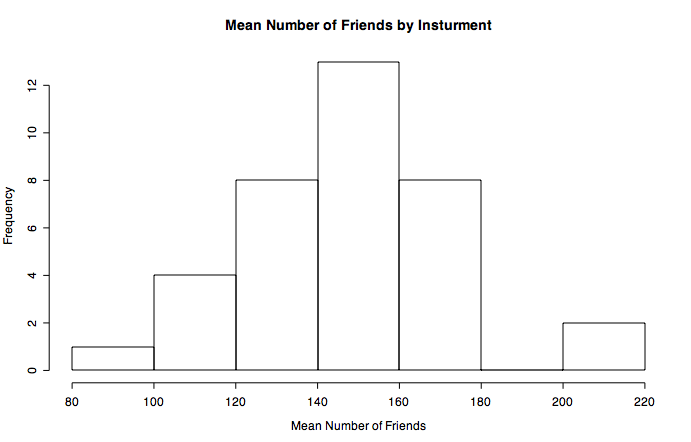 Mean Number of Friends by Insturment
12
10
8
6
4
2
0
Frequency
80 100 120 140 160 180 200 220
Mean Number of Friends